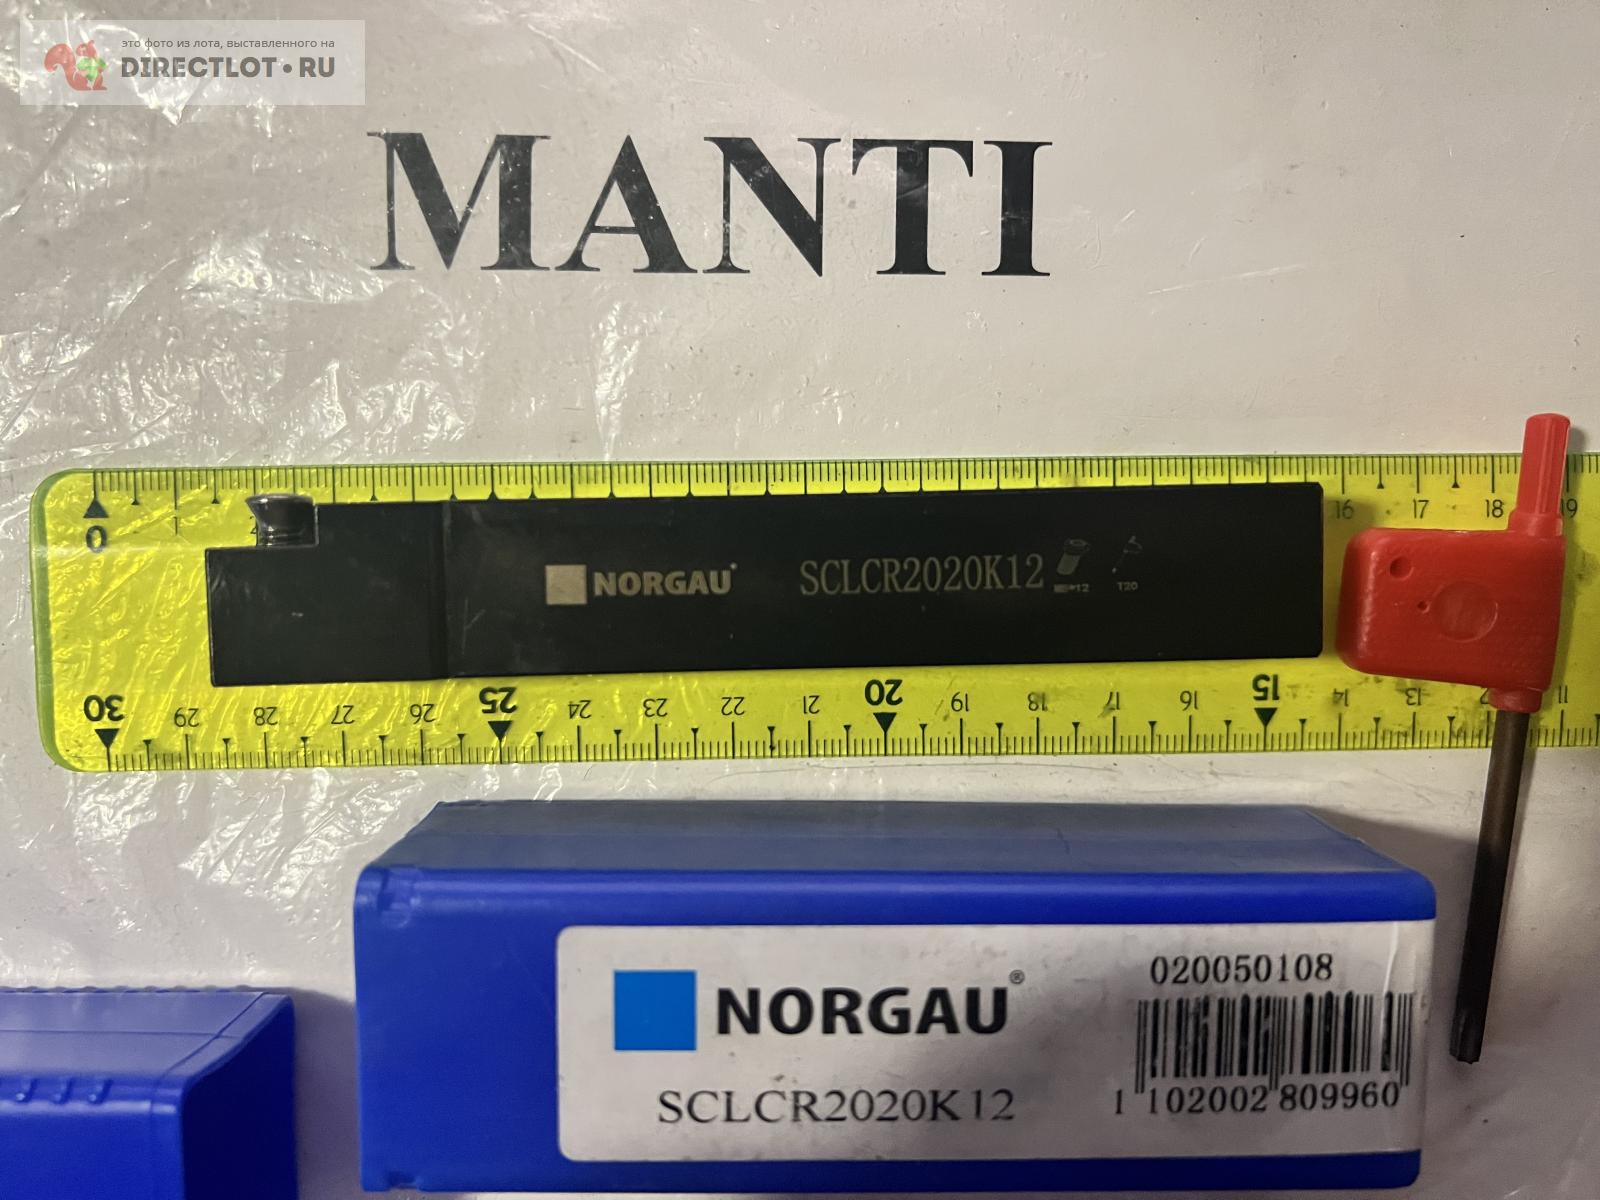 это фото из лота, выставленного на
DIRECTLOT•RU
MANTI
0 1 16 17 18 19
NORGAU SCLCR2020K12 T20
30 29 28 27 26 25 24 23 22 21 20 19 18 17 16 15 14 13 12 11
NORGAU®
020050108
SCLCR2020K12
1 102002 809960